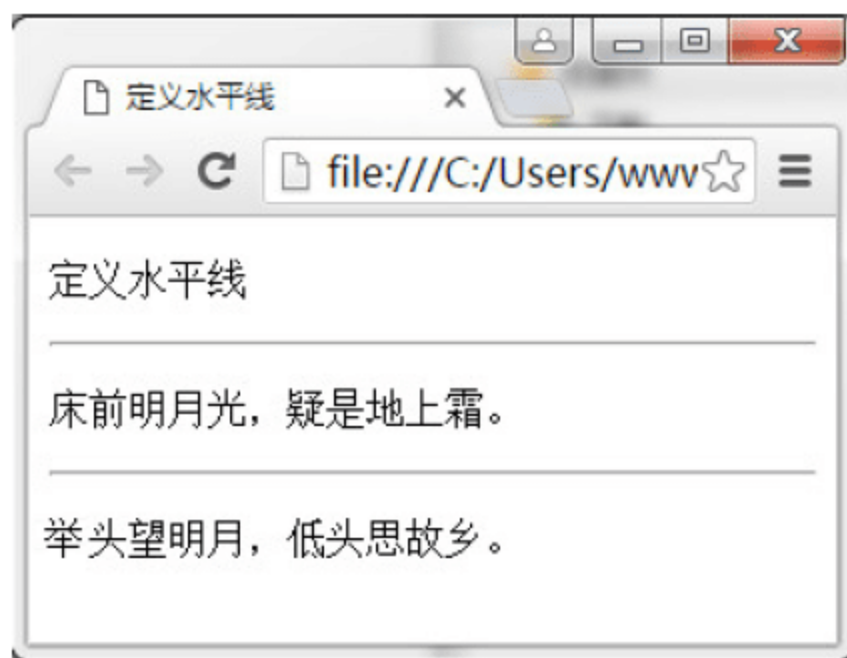 定义水平线
file:///C:/Users/www
定义水平线
床前明月光，疑是地上霜。
举头望明月，低头思故乡。